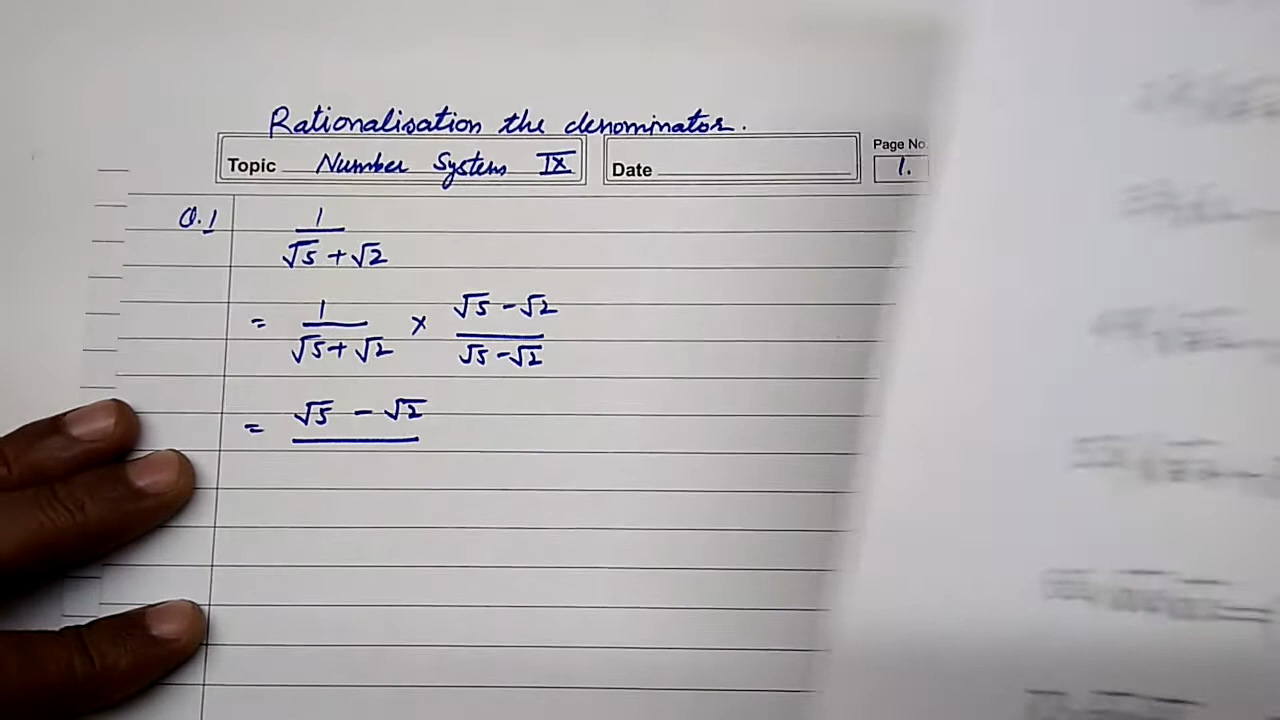 Rationalisation the denominator.
Topic Number System IX Date Page No. 1.
Q.1 1
√5 + √2
= 1 × √5 - √2
√5 + √2 √5 - √2
= √5 - √2